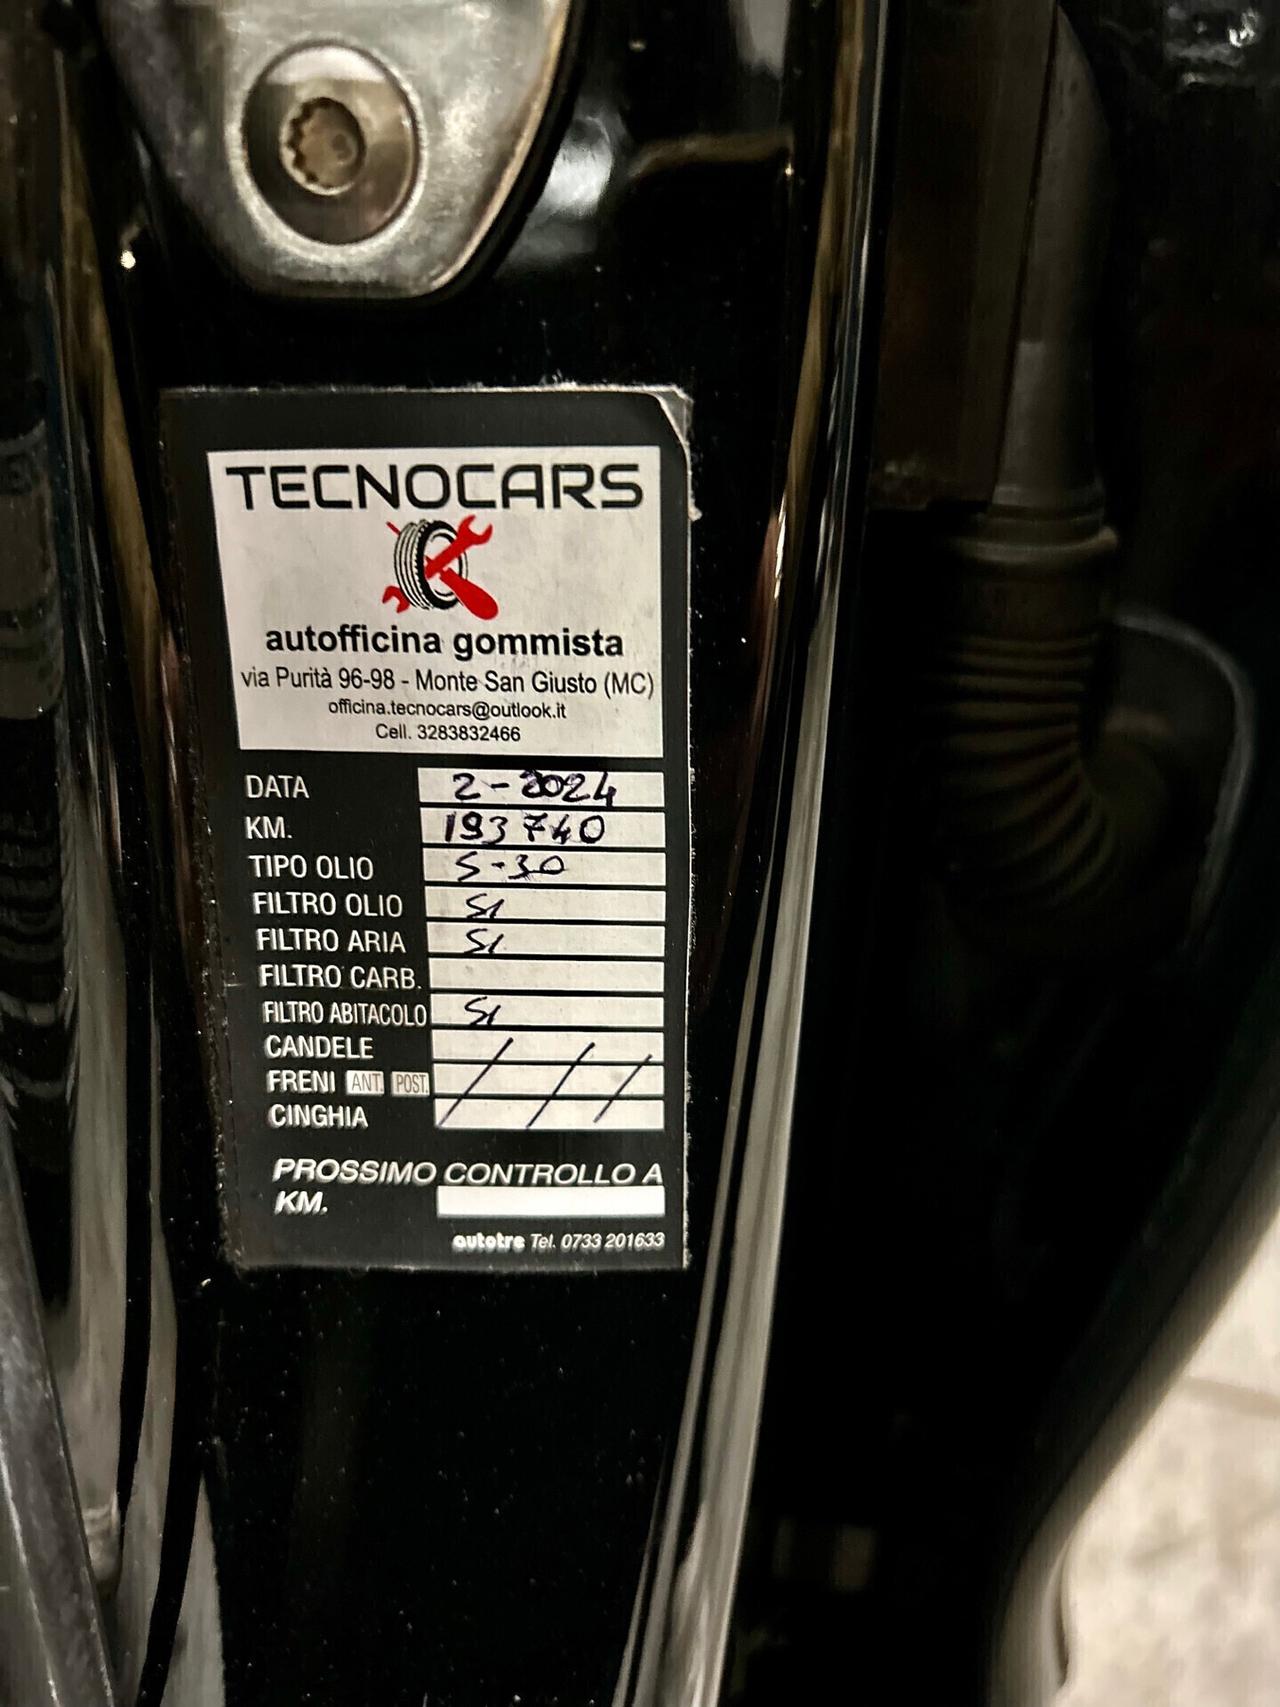 TECNOCARS
autofficina gommista
via Purità 96-98 - Monte San Giusto (MC)
officina.tecnocars@outlook.it
Cell. 3283832466
DATA 2-2024
KM. 193740
TIPO OLIO 5-30
FILTRO OLIO SI
FILTRO ARIA SI
FILTRO CARB.
FILTRO ABITACOLO SI
CANDELE
FRENI ANT. POST.
CINGHIA
PROSSIMO CONTROLLO A
KM.
autotre Tel. 0733 201633